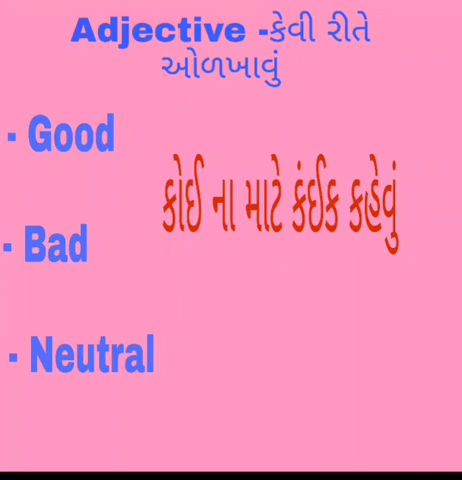 Adjective -કેવી રીતે
ઓળખાવું
- Good
કોઈ ના માટે કંઈક કહેવું
- Bad
- Neutral